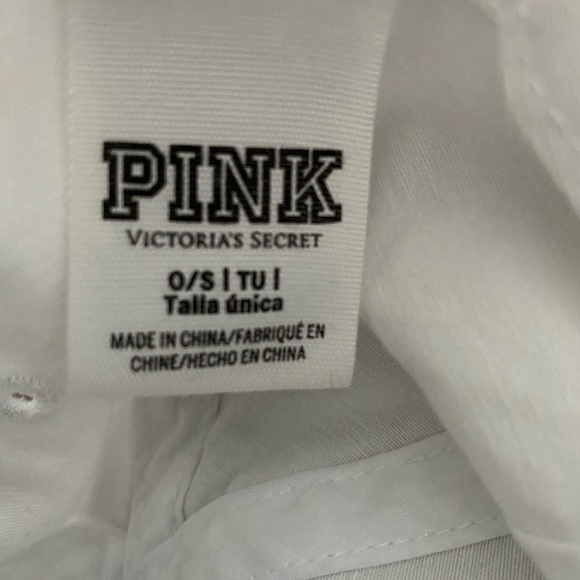 PINK
VICTORIA'S SECRET
O/S | TU |
Talla única
MADE IN CHINA/FABRIQUÉ EN
CHINE/HECHO EN CHINA